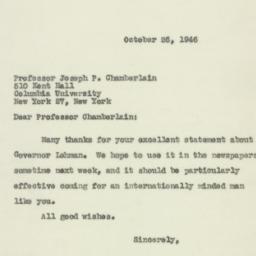 October 25, 1946
Professor Joseph P. Chamberlain
510 Kent Hall
Columbia University
New York 27, New York
Dear Professor Chamberlain:
Many thanks for your excellent statement about
Governor Lehman. We hope to use it in the newspapers
sometime next week, and it should be particularly
effective coming for an internationally minded man
like you.
All good wishes.
Sincerely,